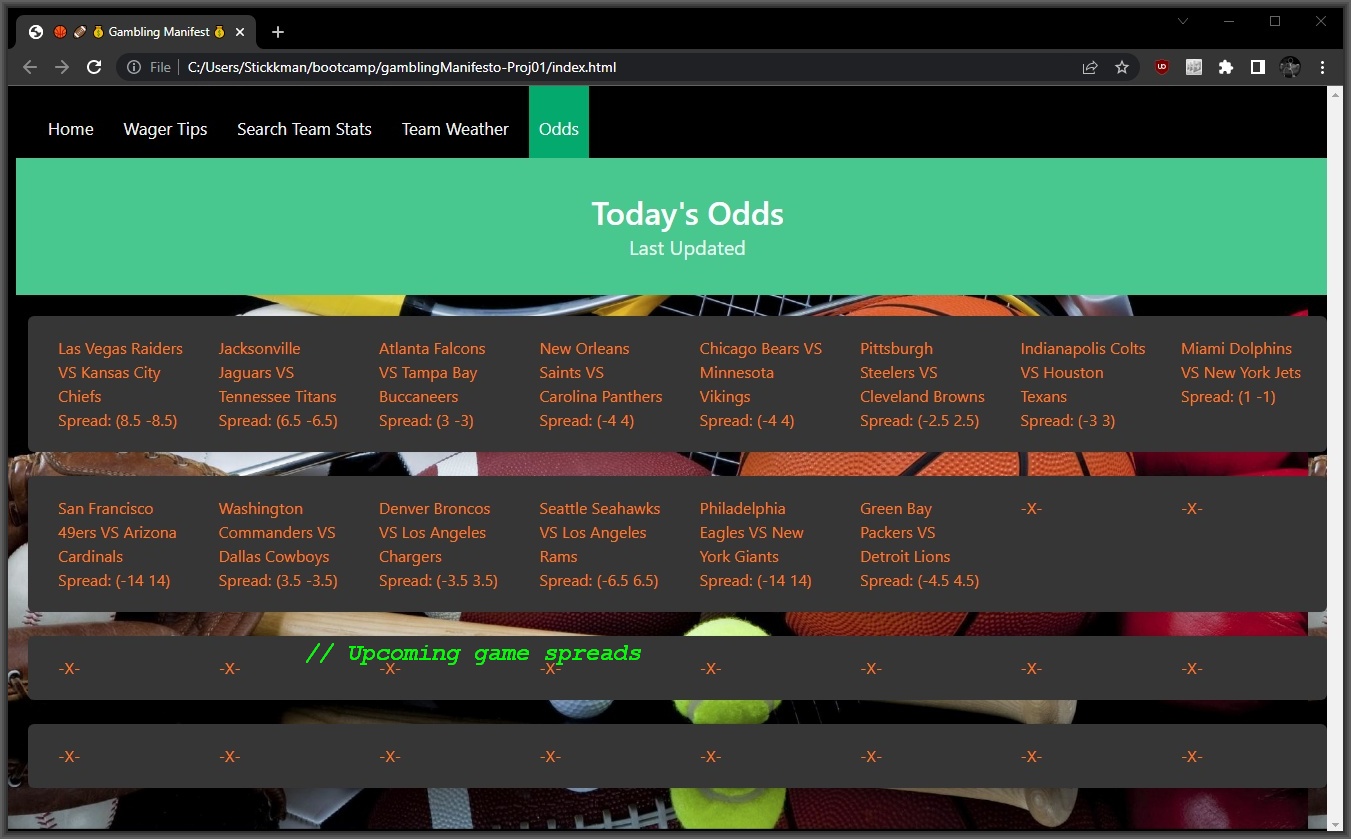 Gambling Manifest
File
C:/Users/Stickkman/bootcamp/gamblingManifesto-Proj01/index.html
Home Wager Tips Search Team Stats Team Weather Odds
Today's Odds
Last Updated
Las Vegas Raiders
VS Kansas City
Chiefs
Spread: (8.5 -8.5)
Jacksonville
Jaguars VS
Tennessee Titans
Spread: (6.5 -6.5)
Atlanta Falcons
VS Tampa Bay
Buccaneers
Spread: (3 -3)
New Orleans
Saints VS
Carolina Panthers
Spread: (-4 4)
Chicago Bears VS
Minnesota
Vikings
Spread: (-4 4)
Pittsburgh
Steelers VS
Cleveland Browns
Spread: (-2.5 2.5)
Indianapolis Colts
VS Houston
Texans
Spread: (-3 3)
Miami Dolphins
VS New York Jets
Spread: (1 -1)
San Francisco
49ers VS Arizona
Cardinals
Spread: (-14 14)
Washington
Commanders VS
Dallas Cowboys
Spread: (3.5 -3.5)
Denver Broncos
VS Los Angeles
Chargers
Spread: (-3.5 3.5)
Seattle Seahawks
VS Los Angeles
Rams
Spread: (-6.5 6.5)
Philadelphia
Eagles VS New
York Giants
Spread: (-14 14)
Green Bay
Packers VS
Detroit Lions
Spread: (-4.5 4.5)
-X-
-X-
// Upcoming game spreads
-X- -X- -X- -X- -X- -X- -X- -X-
-X- -X- -X- -X- -X- -X- -X- -X-